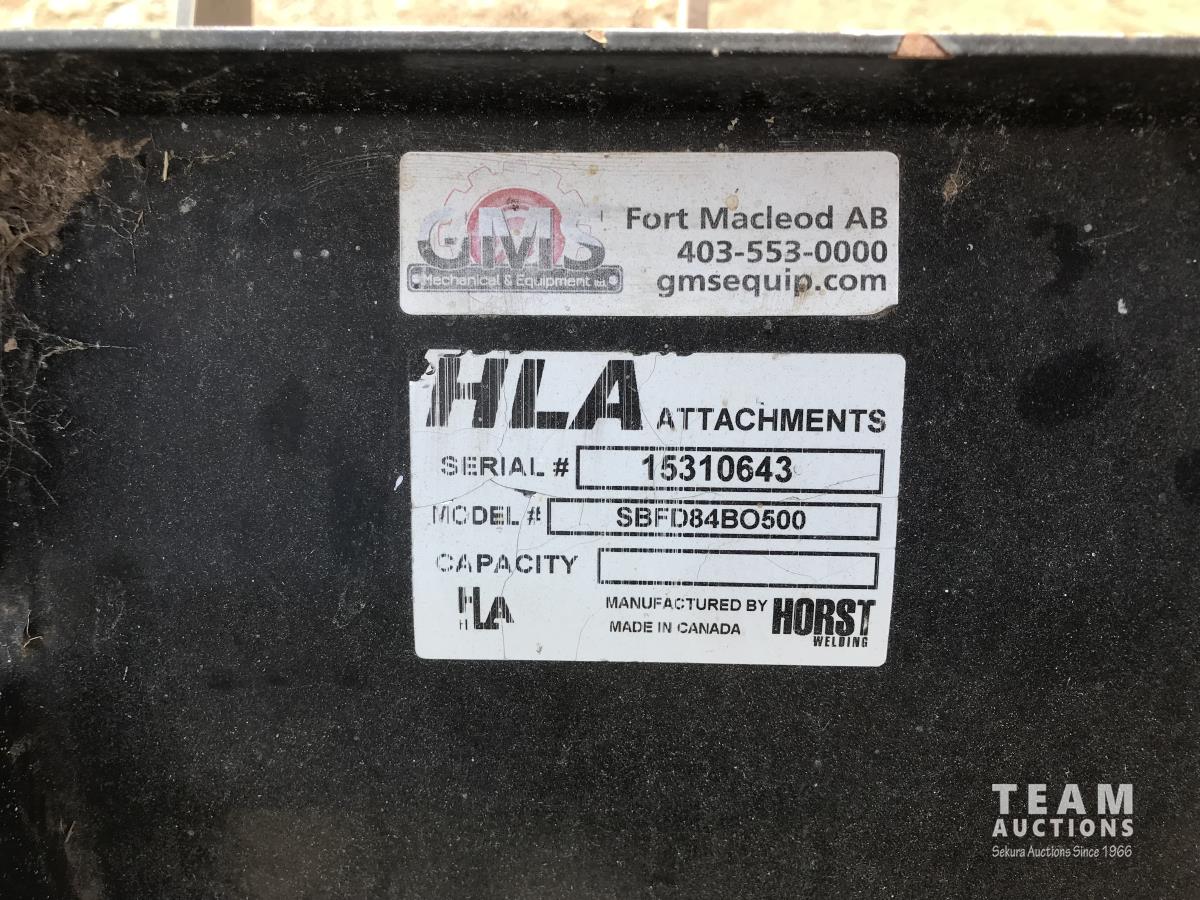 GMS
Mechanical & Equipment Ltd.
Fort Macleod AB
403-553-0000
gmsequip.com
HLA ATTACHMENTS
SERIAL # 15310643
MODEL # SBFD84BO500
CAPACITY
HLA
MANUFACTURED BY HORST
MADE IN CANADA WELDING
TEAM
AUCTIONS
Sekura Auctions Since 1966